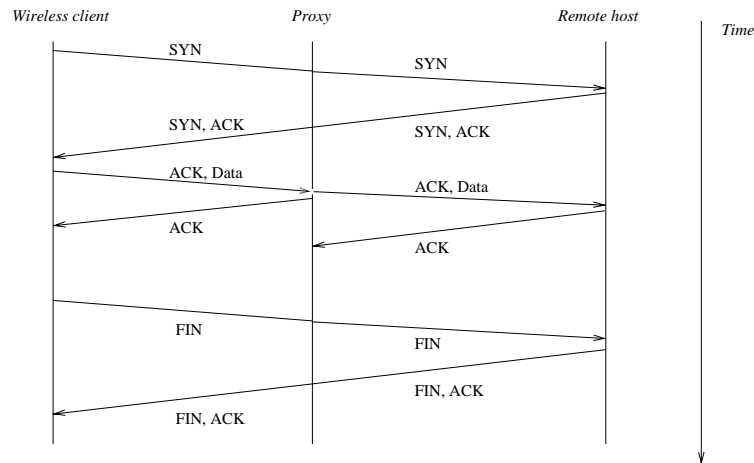 Wireless client
Proxy
Remote host
Time
SYN
SYN
SYN, ACK
SYN, ACK
ACK, Data
ACK, Data
ACK
ACK
FIN
FIN
FIN, ACK
FIN, ACK